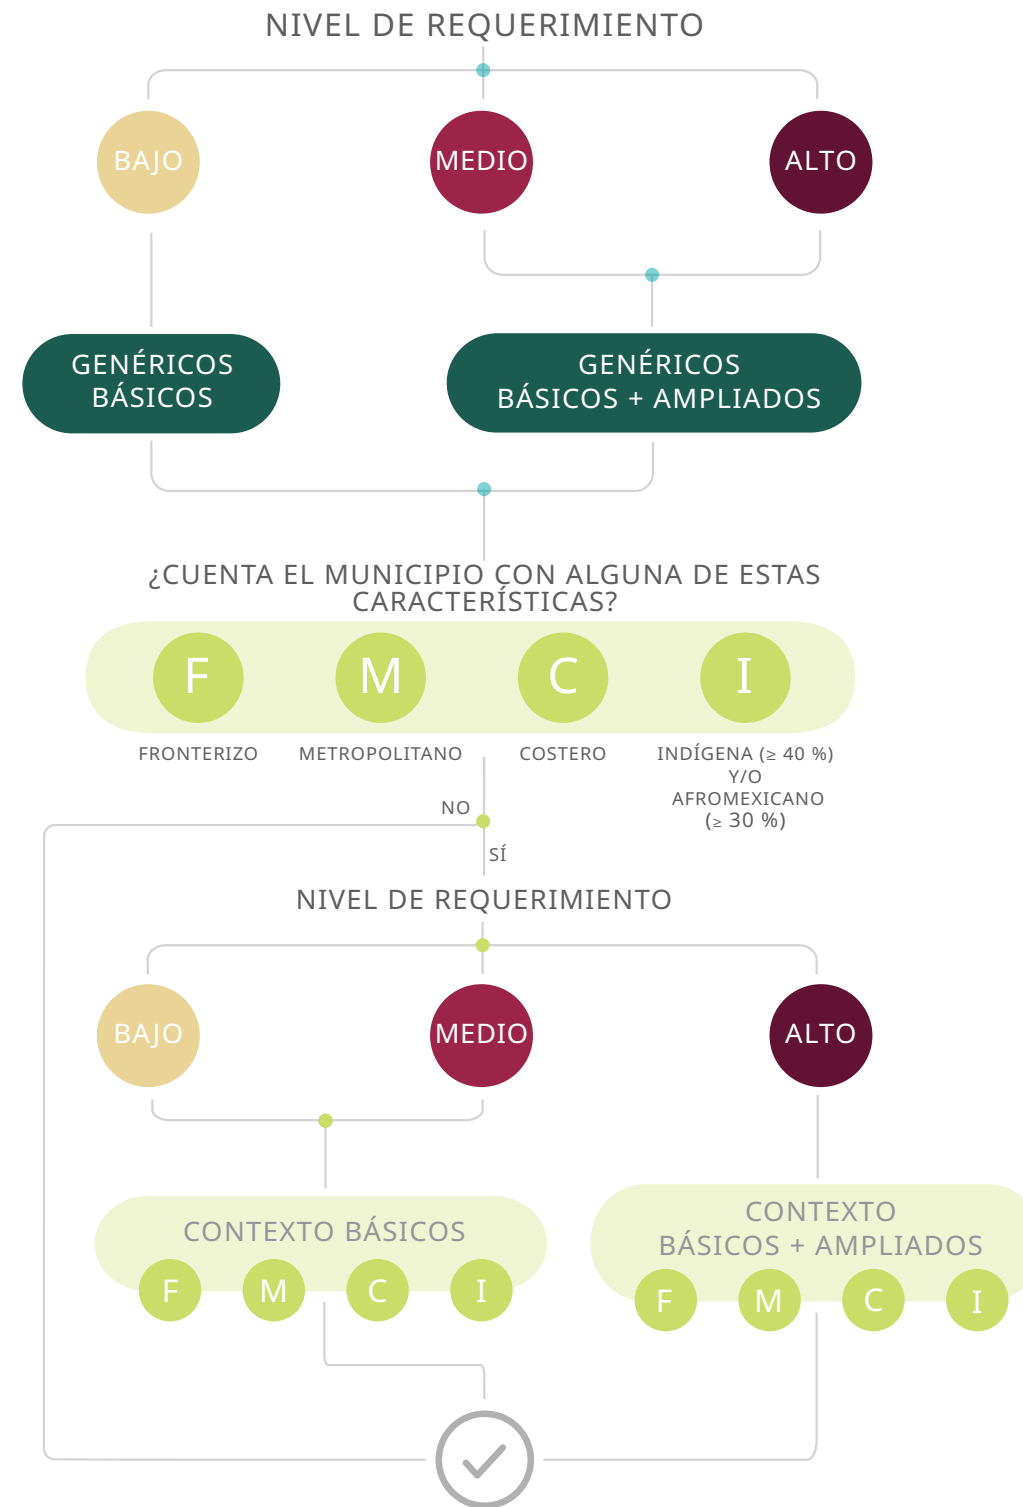 NIVEL DE REQUERIMIENTO
BAJO
MEDIO
ALTO
GENÉRICOS
BÁSICOS
GENÉRICOS
BÁSICOS + AMPLIADOS
¿CUENTA EL MUNICIPIO CON ALGUNA DE ESTAS
CARACTERÍSTICAS?
F
M
C
I
FRONTERIZO
METROPOLITANO
COSTERO
INDÍGENA (≥ 40 %)
Y/O
AFROMEXICANO
(≥ 30 %)
NO
SÍ
NIVEL DE REQUERIMIENTO
BAJO
MEDIO
ALTO
CONTEXTO BÁSICOS
F
M
C
I
CONTEXTO
BÁSICOS + AMPLIADOS
F
M
C
I